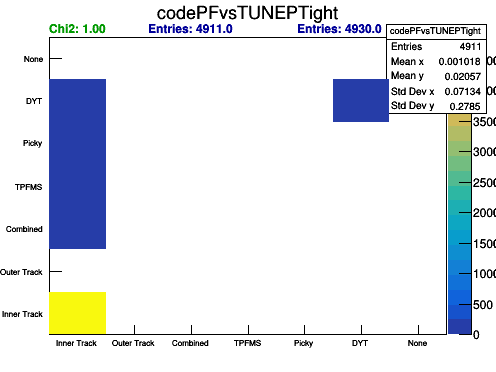 codePFvsTUNEPTight
Chi2: 1.00 Entries: 4911.0 Entries: 4930.0
codePFvsTUNEPTight
Entries 4911
Mean x 0.001018
Mean y 0.02057
Std Dev x 0.07134
Std Dev y 0.2785
None
DYT
Picky
TPFMS
Combined
Outer Track
Inner Track
3500
3000
2500
2000
1500
1000
500
0
Inner Track Outer Track Combined TPFMS Picky DYT None